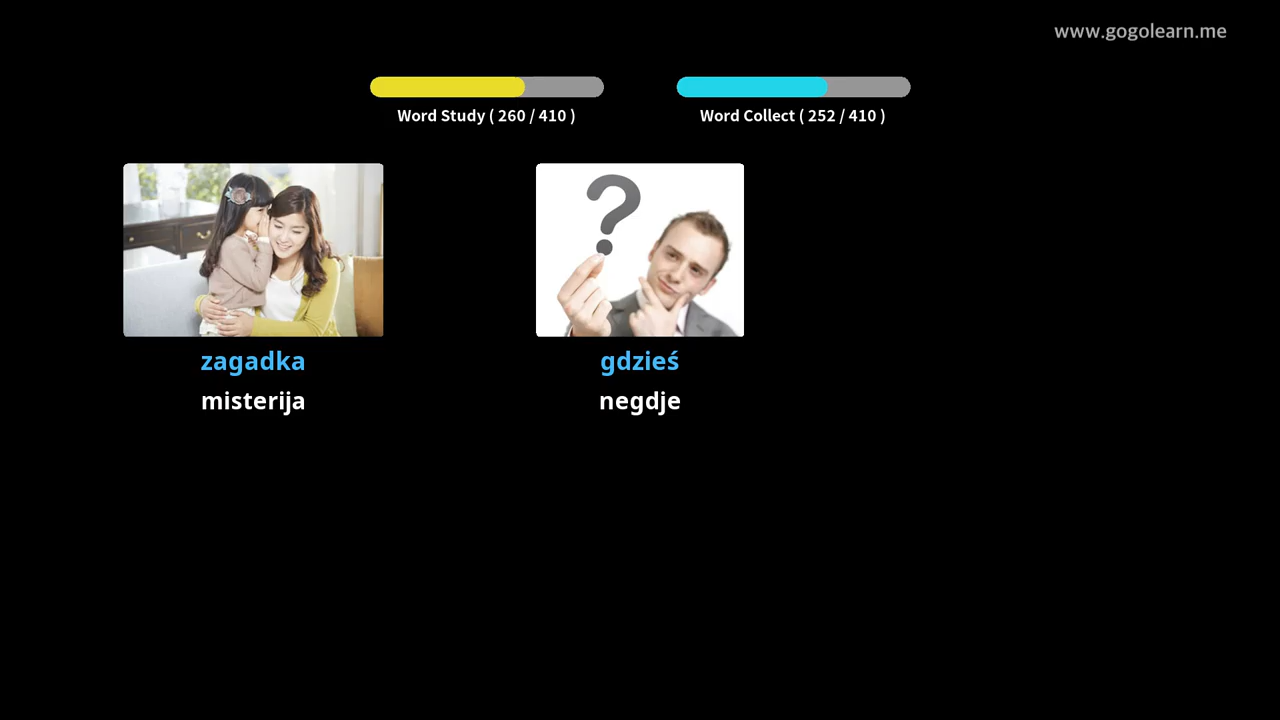 www.gogolearn.me
Word Study ( 260 / 410 )
Word Collect ( 252 / 410 )
zagadka
misterija
gdzieś
negdje